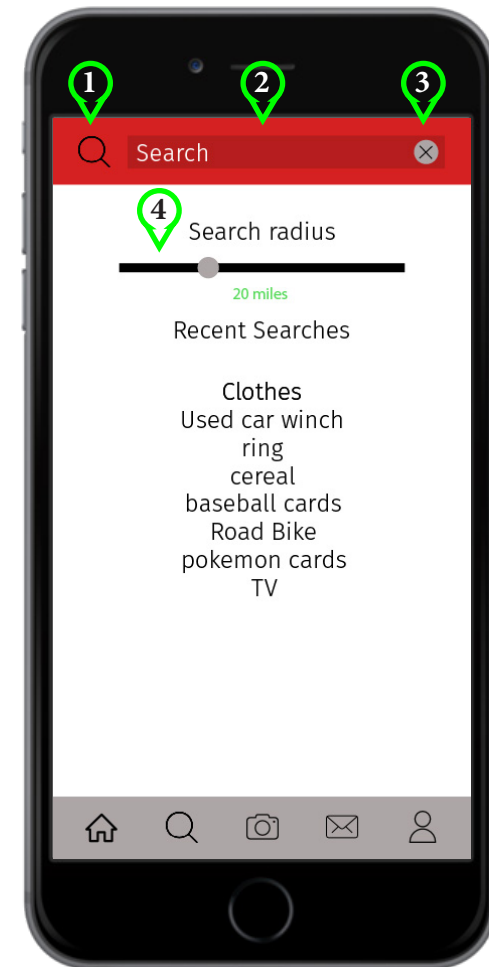 1
2
3
Search
4
Search radius
20 miles
Recent Searches
Clothes
Used car winch
ring
cereal
baseball cards
Road Bike
pokemon cards
TV